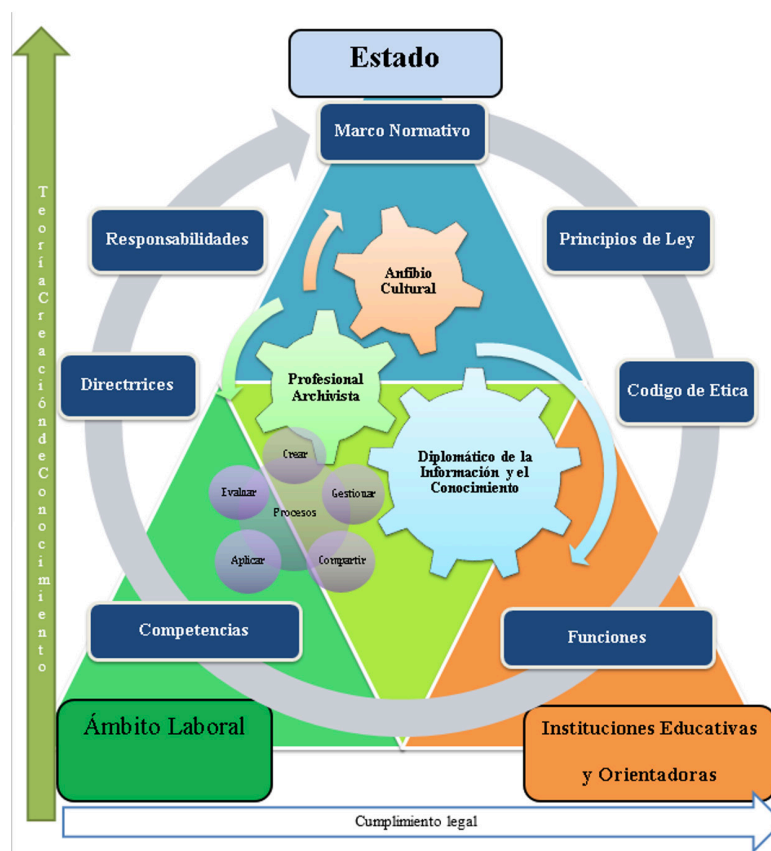 Estado
Marco Normativo
Responsabilidades
Principios de Ley
Anfibio
Cultural
Directrrices
Profesional
Archivista
Codigo de Etica
Diplomático de la
Información y el
Conocimiento
Crear
Evaluar
Gestionar
Procesos
Aplicar
Compartir
Competencias
Funciones
Ámbito Laboral
Instituciones Educativas
y Orientadoras
TeoríaCreacióndeConocimiento
Cumplimiento legal